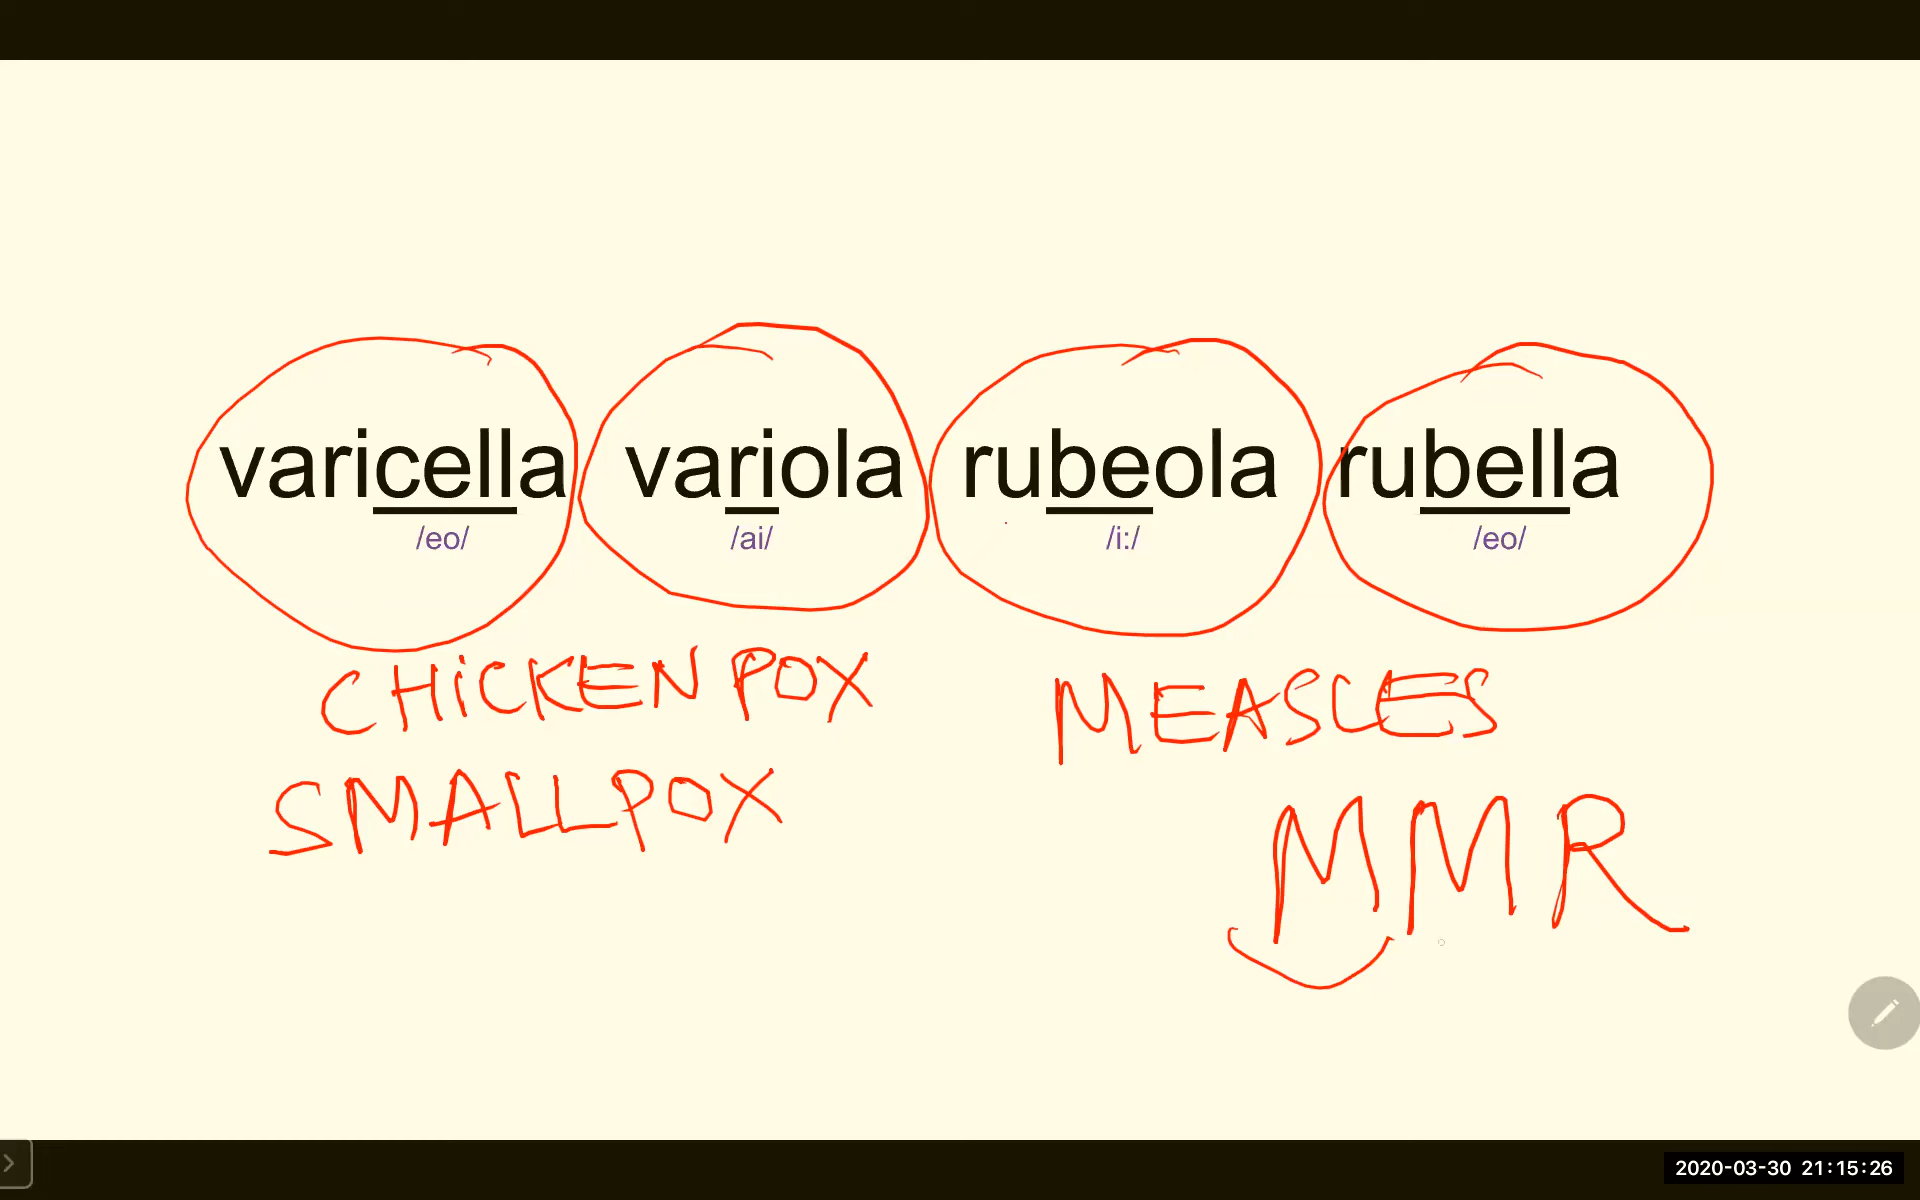 varicella variola rubeola rubella
/eo/ /ai/ /i:/ /eo/
CHiCKEN POX MEASLES
SMALLPOX
MMR
2020-03-30 21:15:26